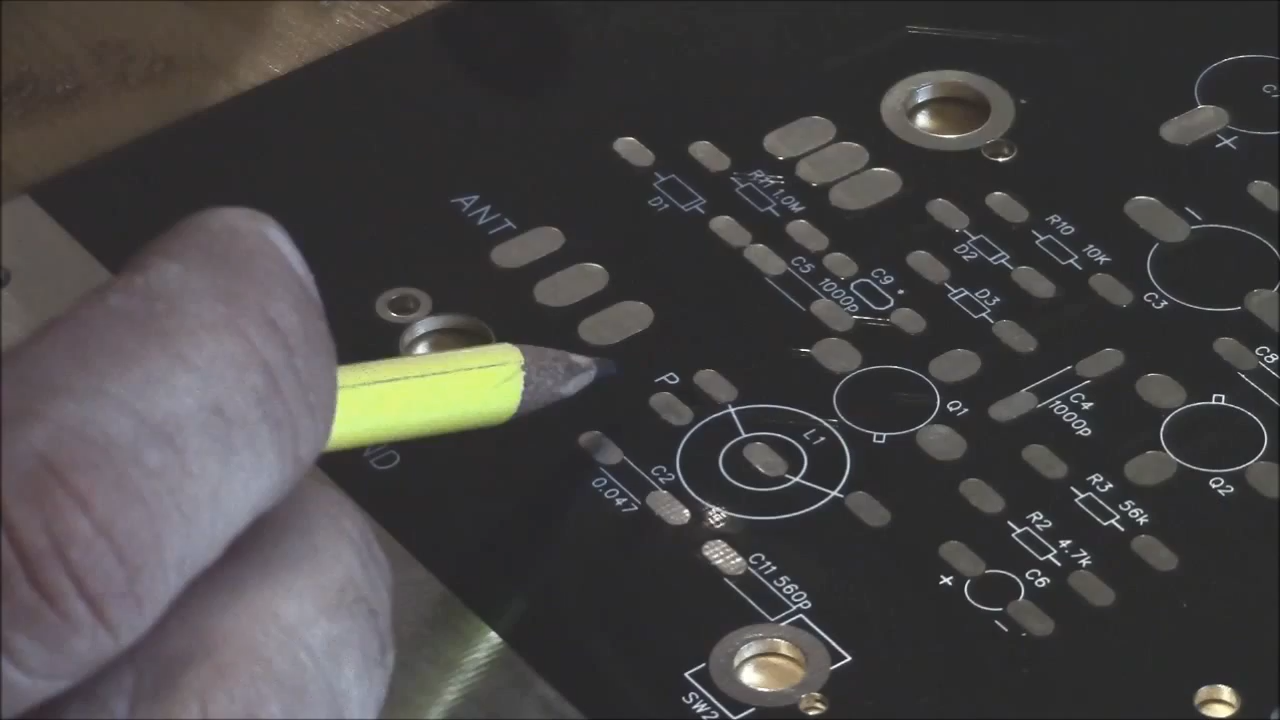 ANT
D1
R11 1.0M
C5 1000p
C9
D2
R10 10K
D3
C3
+
-
P
L1
Q1
C4
1000p
C8
C2
0.047
R3 56k
Q2
R2 4.7k
C6
+
-
C11 560p
SW2